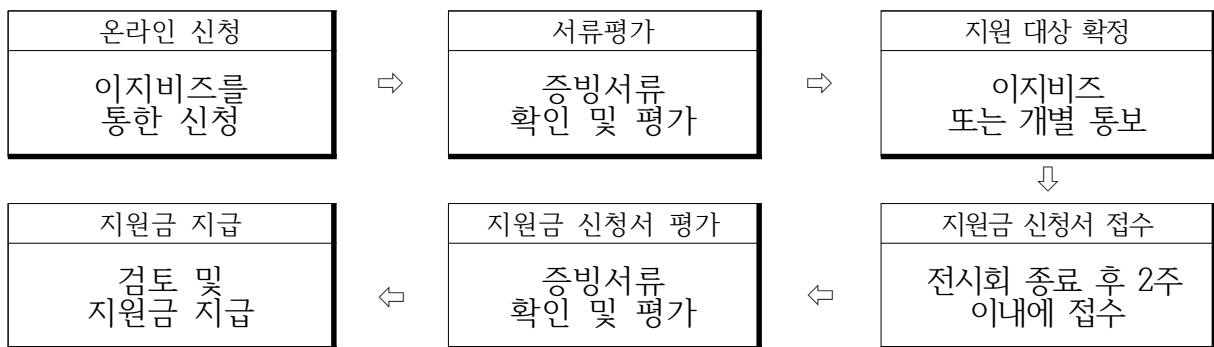 온라인 신청
이지비즈를
통한 신청
⇨
서류평가
증빙서류
확인 및 평가
⇨
지원 대상 확정
이지비즈
또는 개별 통보
⇩
지원금 신청서 접수
전시회 종료 후 2주
이내에 접수
⇦
지원금 신청서 평가
증빙서류
확인 및 평가
⇦
지원금 지급
검토 및
지원금 지급